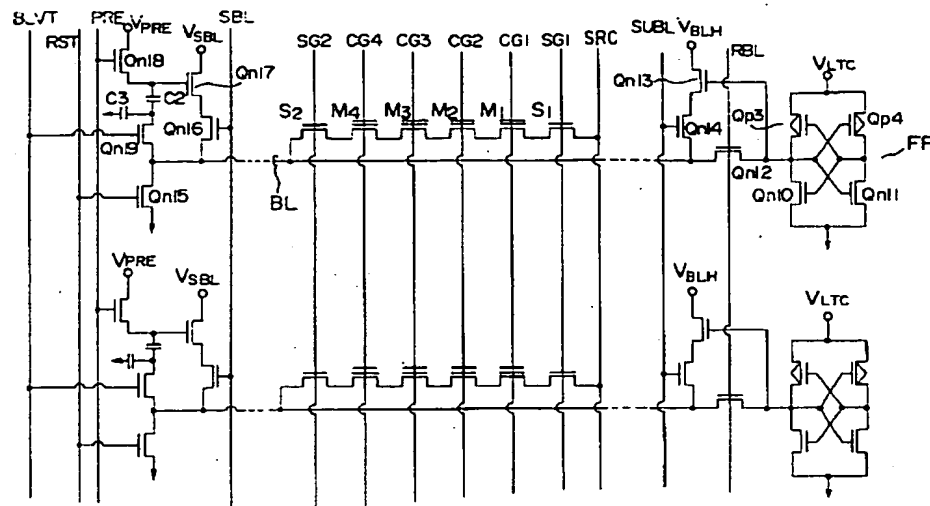 BLVT
PRE
VPRE
SBL
RST
Qn18
VSBL
Qn17
SG2
CG4
CG3
CG2
CG1
SG1
SRC
SUBL
VBLH
RBL
Qn13
VLTC
C3
C2
Qn16
Qn19
S2
M4
M3
M2
M1
S1
Qn14
Qp3
Qp4
FF
Qn12
Qn15
BL
Qn10
Qn11
VPRE
VSBL
VBLH
VLTC